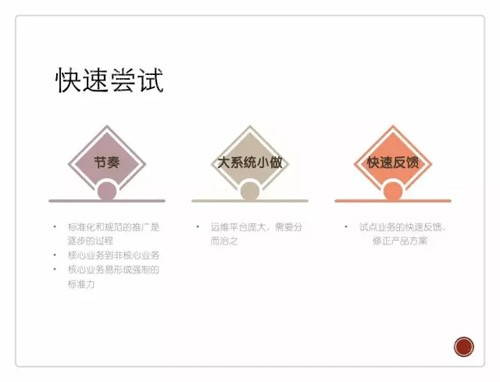 快速尝试
节奏
大系统小做
快速反馈
• 标准化和规范的推广是
逐步的过程
• 核心业务到非核心业务
• 核心业务易形成强制的
标准力
• 运维平台庞大，需要分
而治之
• 试点业务的快速反馈，
修正产品方案